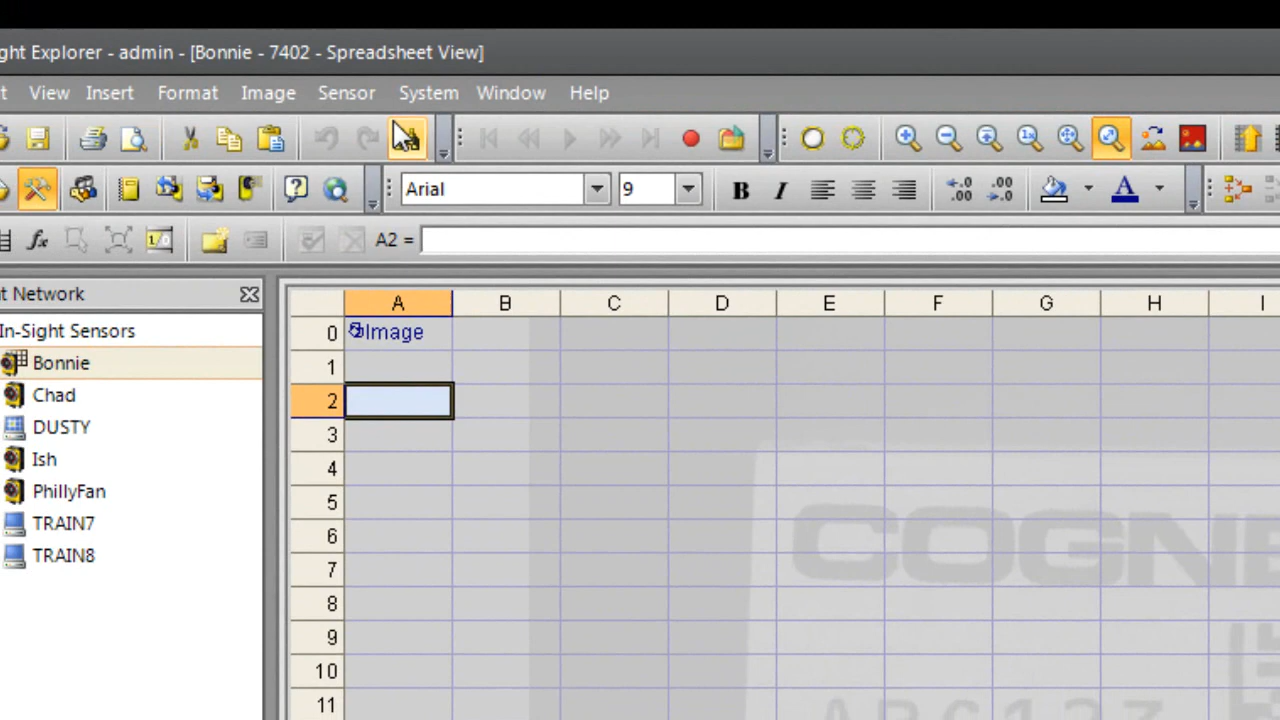 ght Explorer - admin - [Bonnie - 7402 - Spreadsheet View]
t View Insert Format Image Sensor System Window Help
Arial 9 B I A
fx A2 =
t Network
In-Sight Sensors
Bonnie
Chad
DUSTY
Ish
PhillyFan
TRAIN7
TRAIN8
A B C D E F G H I
0 Image
1
2
3
4
5
6
7
8
9
10
11
COGNE
ABC123